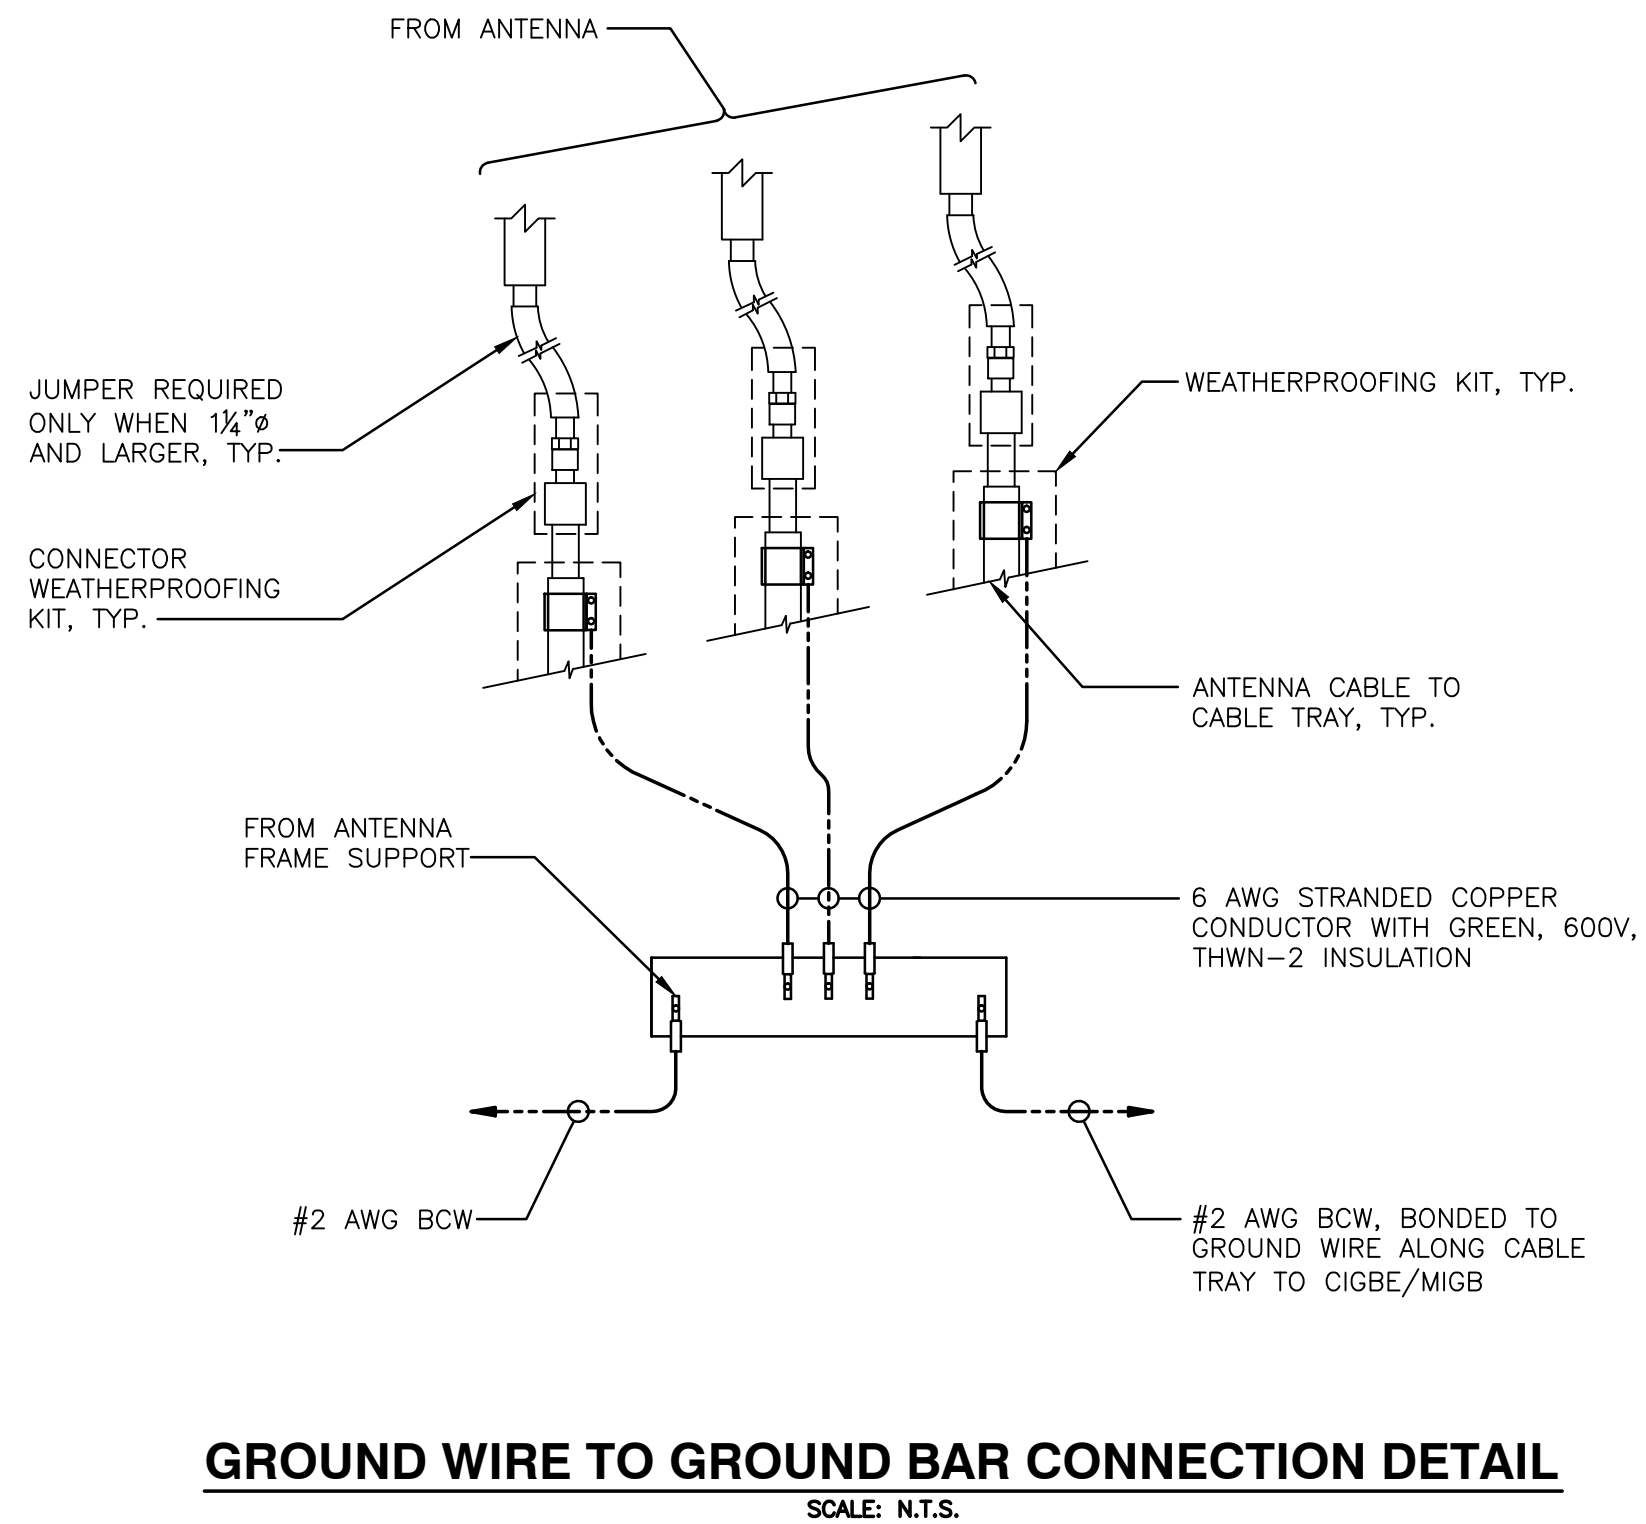 FROM ANTENNA
JUMPER REQUIRED
ONLY WHEN 1¼"ø
AND LARGER, TYP.
WEATHERPROOFING KIT, TYP.
CONNECTOR
WEATHERPROOFING
KIT, TYP.
ANTENNA CABLE TO
CABLE TRAY, TYP.
FROM ANTENNA
FRAME SUPPORT
6 AWG STRANDED COPPER
CONDUCTOR WITH GREEN, 600V,
THWN-2 INSULATION
#2 AWG BCW
#2 AWG BCW, BONDED TO
GROUND WIRE ALONG CABLE
TRAY TO CIGBE/MIGB
GROUND WIRE TO GROUND BAR CONNECTION DETAIL
SCALE: N.T.S.